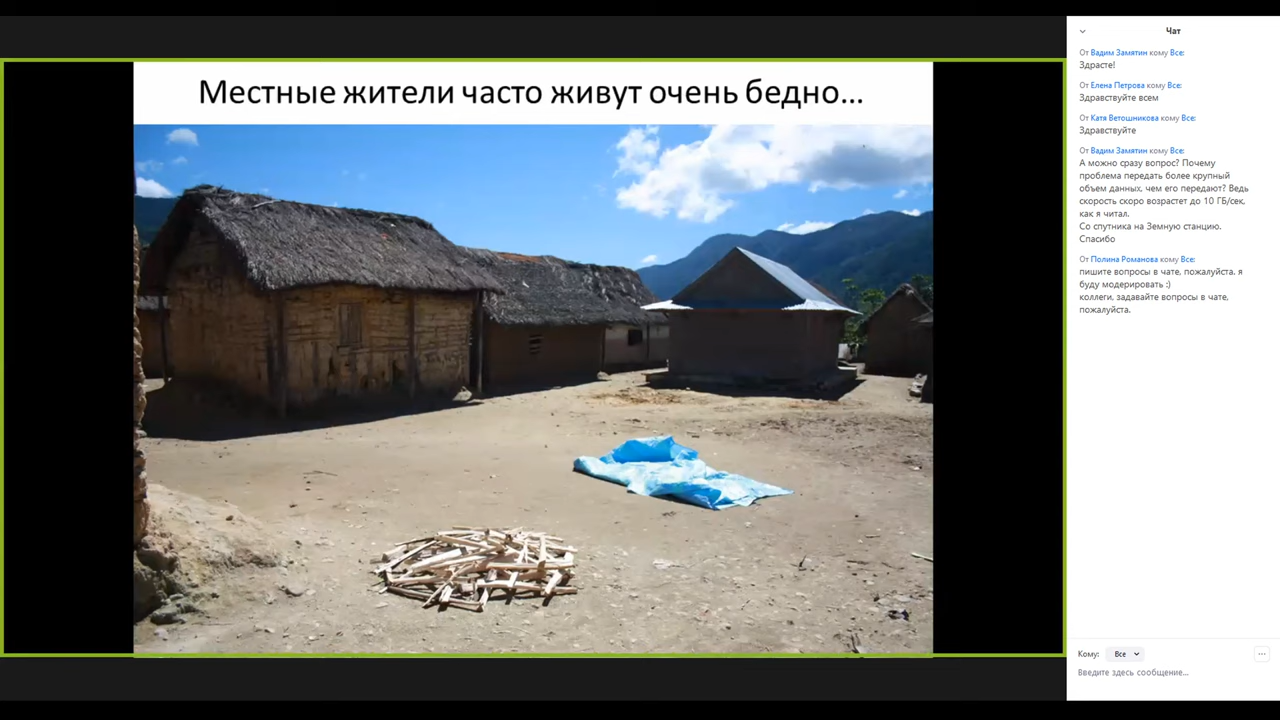 Местные жители часто живут очень бедно...
Чат
От Вадим Замятин кому Все:
Здрасте!
От Елена Петрова кому Все:
Здравствуйте всем
От Катя Ветошникова кому Все:
Здравствуйте
От Вадим Замятин кому Все:
А можно сразу вопрос? Почему
проблема передать более крупный
объем данных, чем его передают? Ведь
скорость скоро возрастет до 10 ГБ/сек,
как я читал.
Со спутника на Земную станцию.
Спасибо
От Полина Романова кому Все:
пишите вопросы в чате, пожалуйста, я
буду модерировать :)
коллеги, задавайте вопросы в чате,
пожалуйста.
Кому: Все
Введите здесь сообщение...